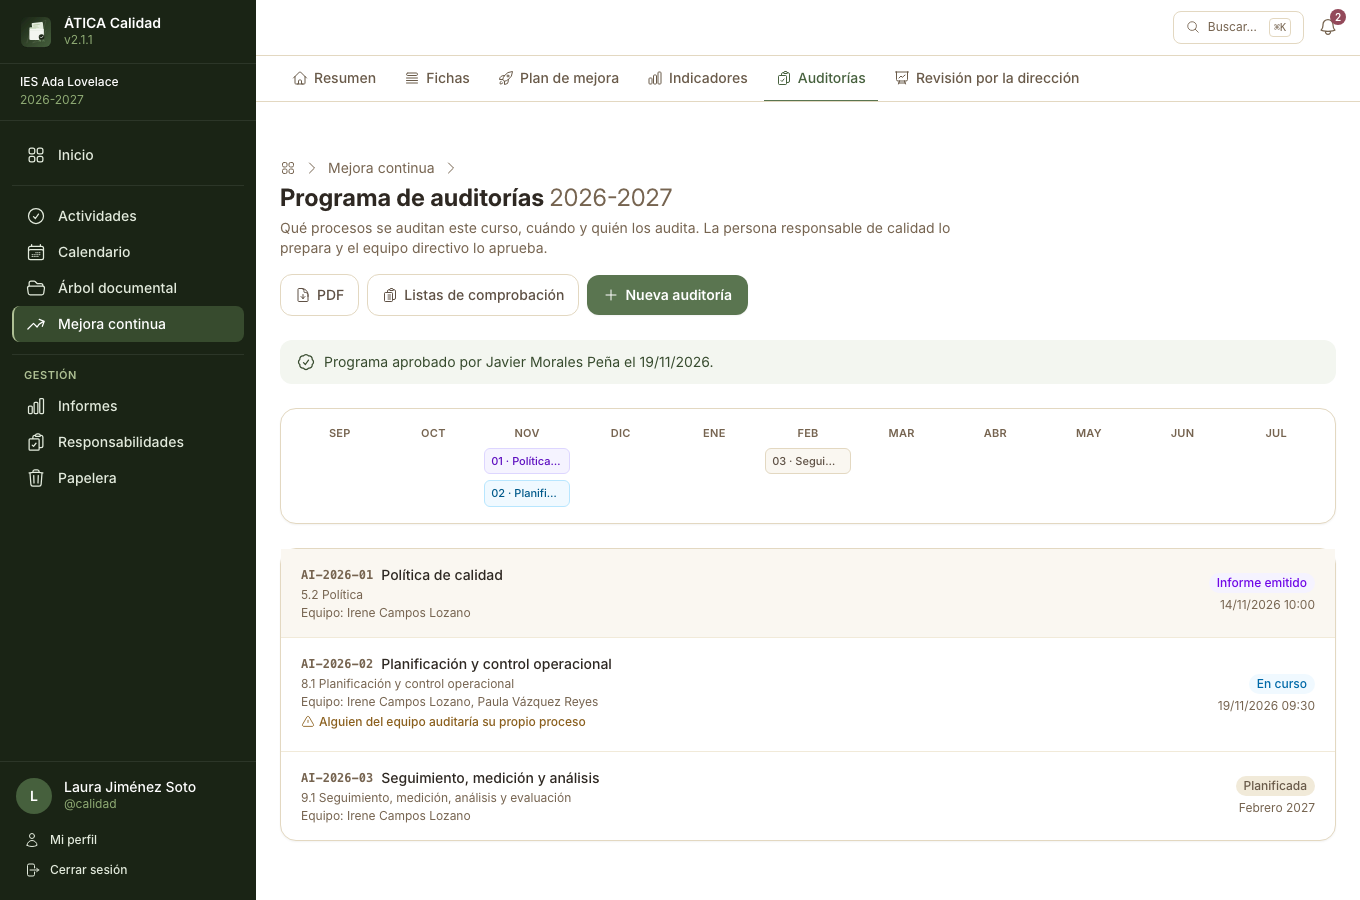 ÁTICA Calidad
v2.1.1
IES Ada Lovelace
2026-2027
Inicio
Actividades
Calendario
Árbol documental
Mejora continua
GESTIÓN
Informes
Responsabilidades
Papelera
L
Laura Jiménez Soto
@calidad
Mi perfil
Cerrar sesión
Buscar... ⌘K
2
Resumen Fichas Plan de mejora Indicadores Auditorías Revisión por la dirección
Mejora continua
Programa de auditorías 2026-2027
Qué procesos se auditan este curso, cuándo y quién los audita. La persona responsable de calidad lo
prepara y el equipo directivo lo aprueba.
PDF Listas de comprobación Nueva auditoría
Programa aprobado por Javier Morales Peña el 19/11/2026.
SEP OCT NOV DIC ENE FEB MAR ABR MAY JUN JUL
01 · Política... 03 · Segui...
02 · Planifi...
AI-2026-01 Política de calidad
5.2 Política
Equipo: Irene Campos Lozano
Informe emitido
14/11/2026 10:00
AI-2026-02 Planificación y control operacional
8.1 Planificación y control operacional
Equipo: Irene Campos Lozano, Paula Vázquez Reyes
Alguien del equipo auditaría su propio proceso
En curso
19/11/2026 09:30
AI-2026-03 Seguimiento, medición y análisis
9.1 Seguimiento, medición, análisis y evaluación
Equipo: Irene Campos Lozano
Planificada
Febrero 2027